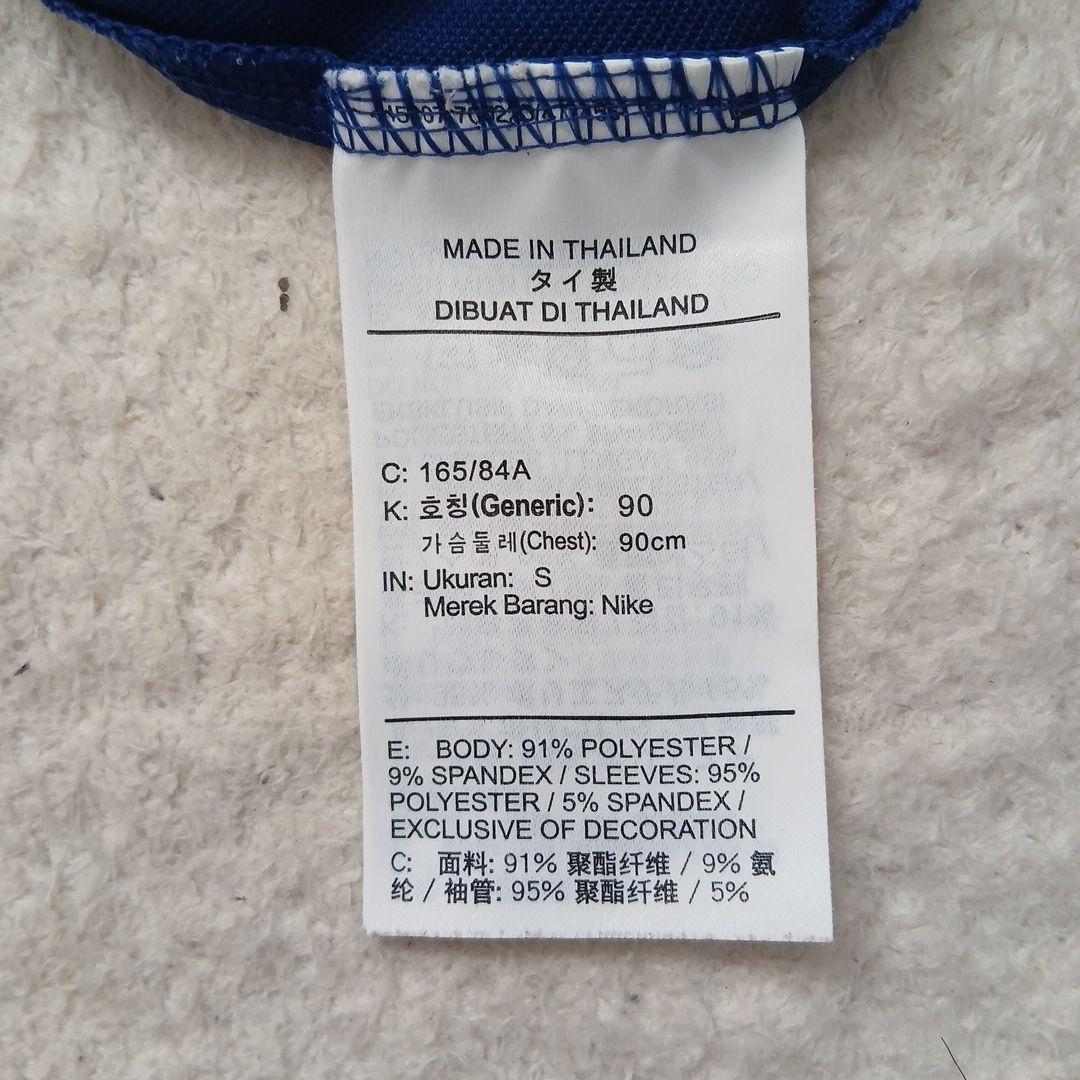 MADE IN THAILAND
タイ製
DIBUAT DI THAILAND
C: 165/84A
K: 호칭(Generic): 90
가슴둘레(Chest): 90cm
IN: Ukuran: S
Merek Barang: Nike
E: BODY: 91% POLYESTER /
9% SPANDEX / SLEEVES: 95%
POLYESTER / 5% SPANDEX /
EXCLUSIVE OF DECORATION
C: 面料: 91% 聚酯纤维 / 9% 氨
纶 / 袖管: 95% 聚酯纤维 / 5%